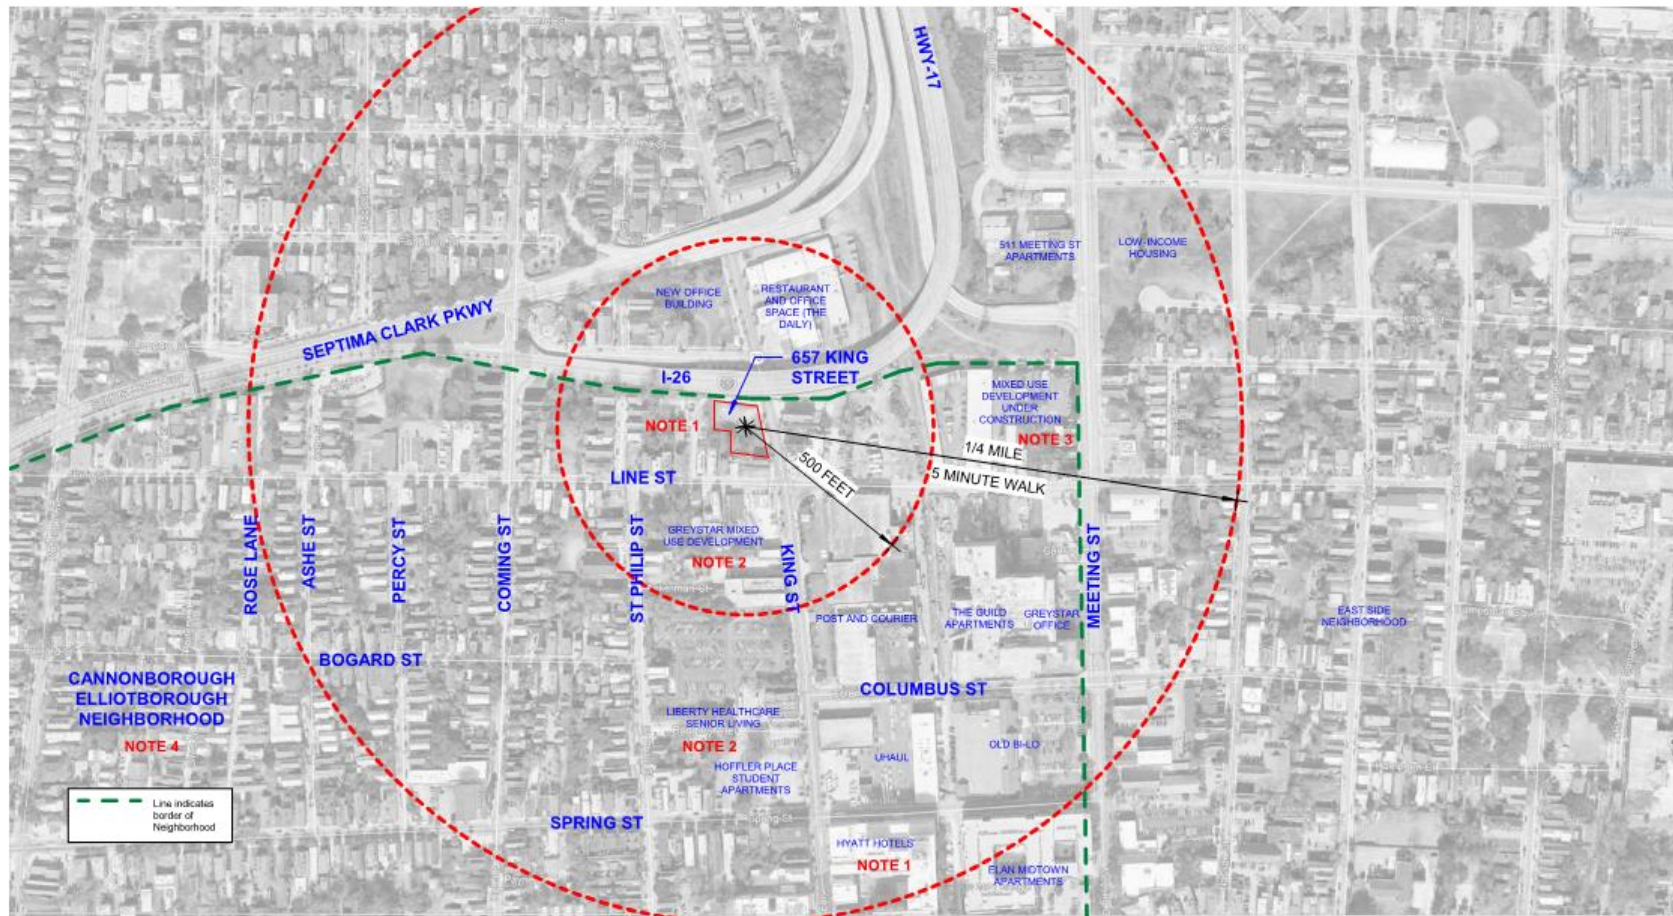 HWY-17
511 MEETING ST
APARTMENTS
LOW-INCOME
HOUSING
NEW OFFICE
BUILDING
RESTAURANT
AND OFFICE
SPACE (THE
DAILY)
SEPTIMA CLARK PKWY
657 KING
STREET
I-26
MIXED USE
DEVELOPMENT
UNDER
CONSTRUCTION
NOTE 1
NOTE 3
1/4 MILE
5 MINUTE WALK
500 FEET
LINE ST
GREYSTAR MIXED
USE DEVELOPMENT
NOTE 2
ROSE LANE
ASHE ST
PERCY ST
COMING ST
ST PHILIP ST
KING ST
MEETING ST
POST AND COURIER
THE GUILD
APARTMENTS
GREYSTAR
OFFICE
EAST SIDE
NEIGHBORHOOD
BOGARD ST
CANNONBOROUGH
ELLIOTBOROUGH
NEIGHBORHOOD
NOTE 4
COLUMBUS ST
LIBERTY HEALTHCARE
SENIOR LIVING
NOTE 2
HOFFLER PLACE
STUDENT
APARTMENTS
UHAUL
OLD BI-LO
Line indicates
border of
Neighborhood
SPRING ST
HYATT HOTELS
NOTE 1
ELAN MIDTOWN
APARTMENTS